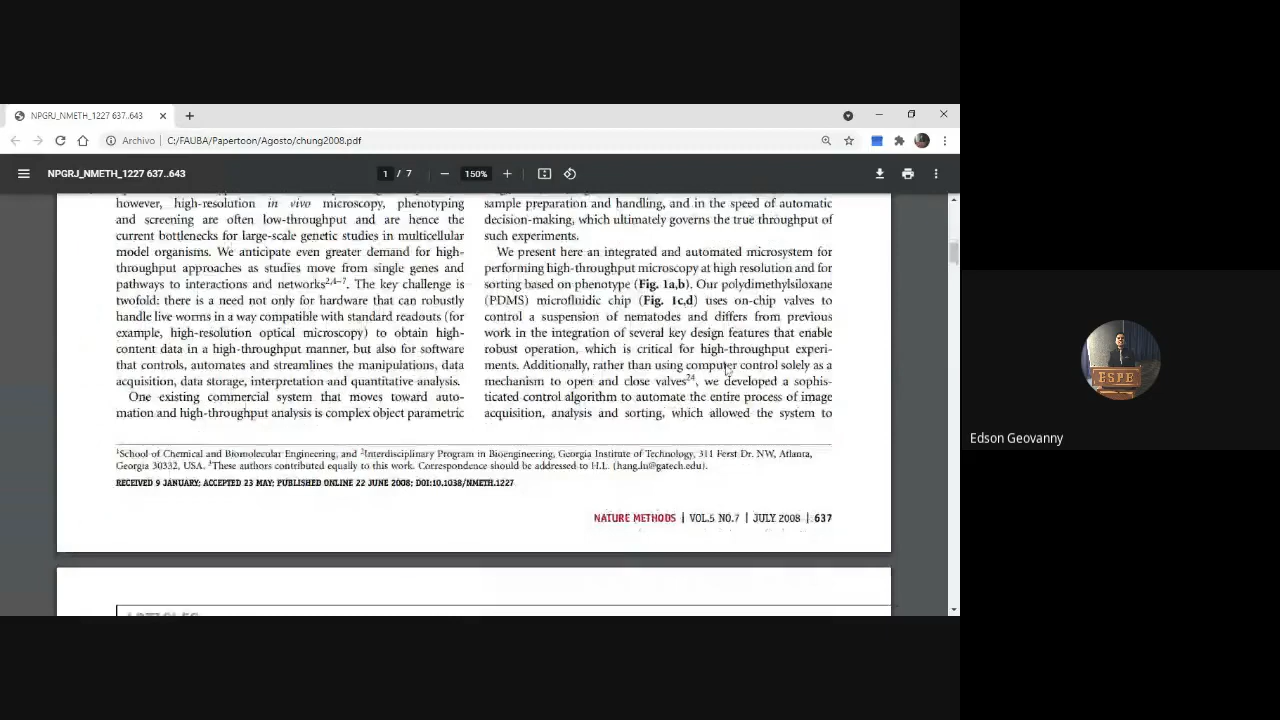 NPGRJ_NMETH_1227 637..643
Archivo
C:/FAUBA/Papertoon/Agosto/chung2008.pdf
NPGRJ_NMETH_1227 637..643
1 / 7
150%
however, high-resolution in vivo microscopy, phenotyping
and screening are often low-throughput and are hence the
current bottlenecks for large-scale genetic studies in multicellular
model organisms. We anticipate even greater demand for high-
throughput approaches as studies move from single genes and
pathways to interactions and networks2,4–7. The key challenge is
twofold: there is a need not only for hardware that can robustly
handle live worms in a way compatible with standard readouts (for
example, high-resolution optical microscopy) to obtain high-
content data in a high-throughput manner, but also for software
that controls, automates and streamlines the manipulations, data
acquisition, data storage, interpretation and quantitative analysis.
One existing commercial system that moves toward auto-
mation and high-throughput analysis is complex object parametric
sample preparation and handling, and in the speed of automatic
decision-making, which ultimately governs the true throughput of
such experiments.
We present here an integrated and automated microsystem for
performing high-throughput microscopy at high resolution and for
sorting based on phenotype (Fig. 1a,b). Our polydimethylsiloxane
(PDMS) microfluidic chip (Fig. 1c,d) uses on-chip valves to
control a suspension of nematodes and differs from previous
work in the integration of several key design features that enable
robust operation, which is critical for high-throughput experi-
ments. Additionally, rather than using computer control solely as a
mechanism to open and close valves24, we developed a sophis-
ticated control algorithm to automate the entire process of image
acquisition, analysis and sorting, which allowed the system to
1School of Chemical and Biomolecular Engineering, and 2Interdisciplinary Program in Bioengineering, Georgia Institute of Technology, 311 Ferst Dr. NW, Atlanta,
Georgia 30332, USA. 3These authors contributed equally to this work. Correspondence should be addressed to H.L. (hang.lu@gatech.edu).
RECEIVED 9 JANUARY; ACCEPTED 23 MAY; PUBLISHED ONLINE 22 JUNE 2008; DOI:10.1038/NMETH.1227
NATURE METHODS | VOL.5 NO.7 | JULY 2008 | 637
ARTICLES
ESPE
Edson Geovanny